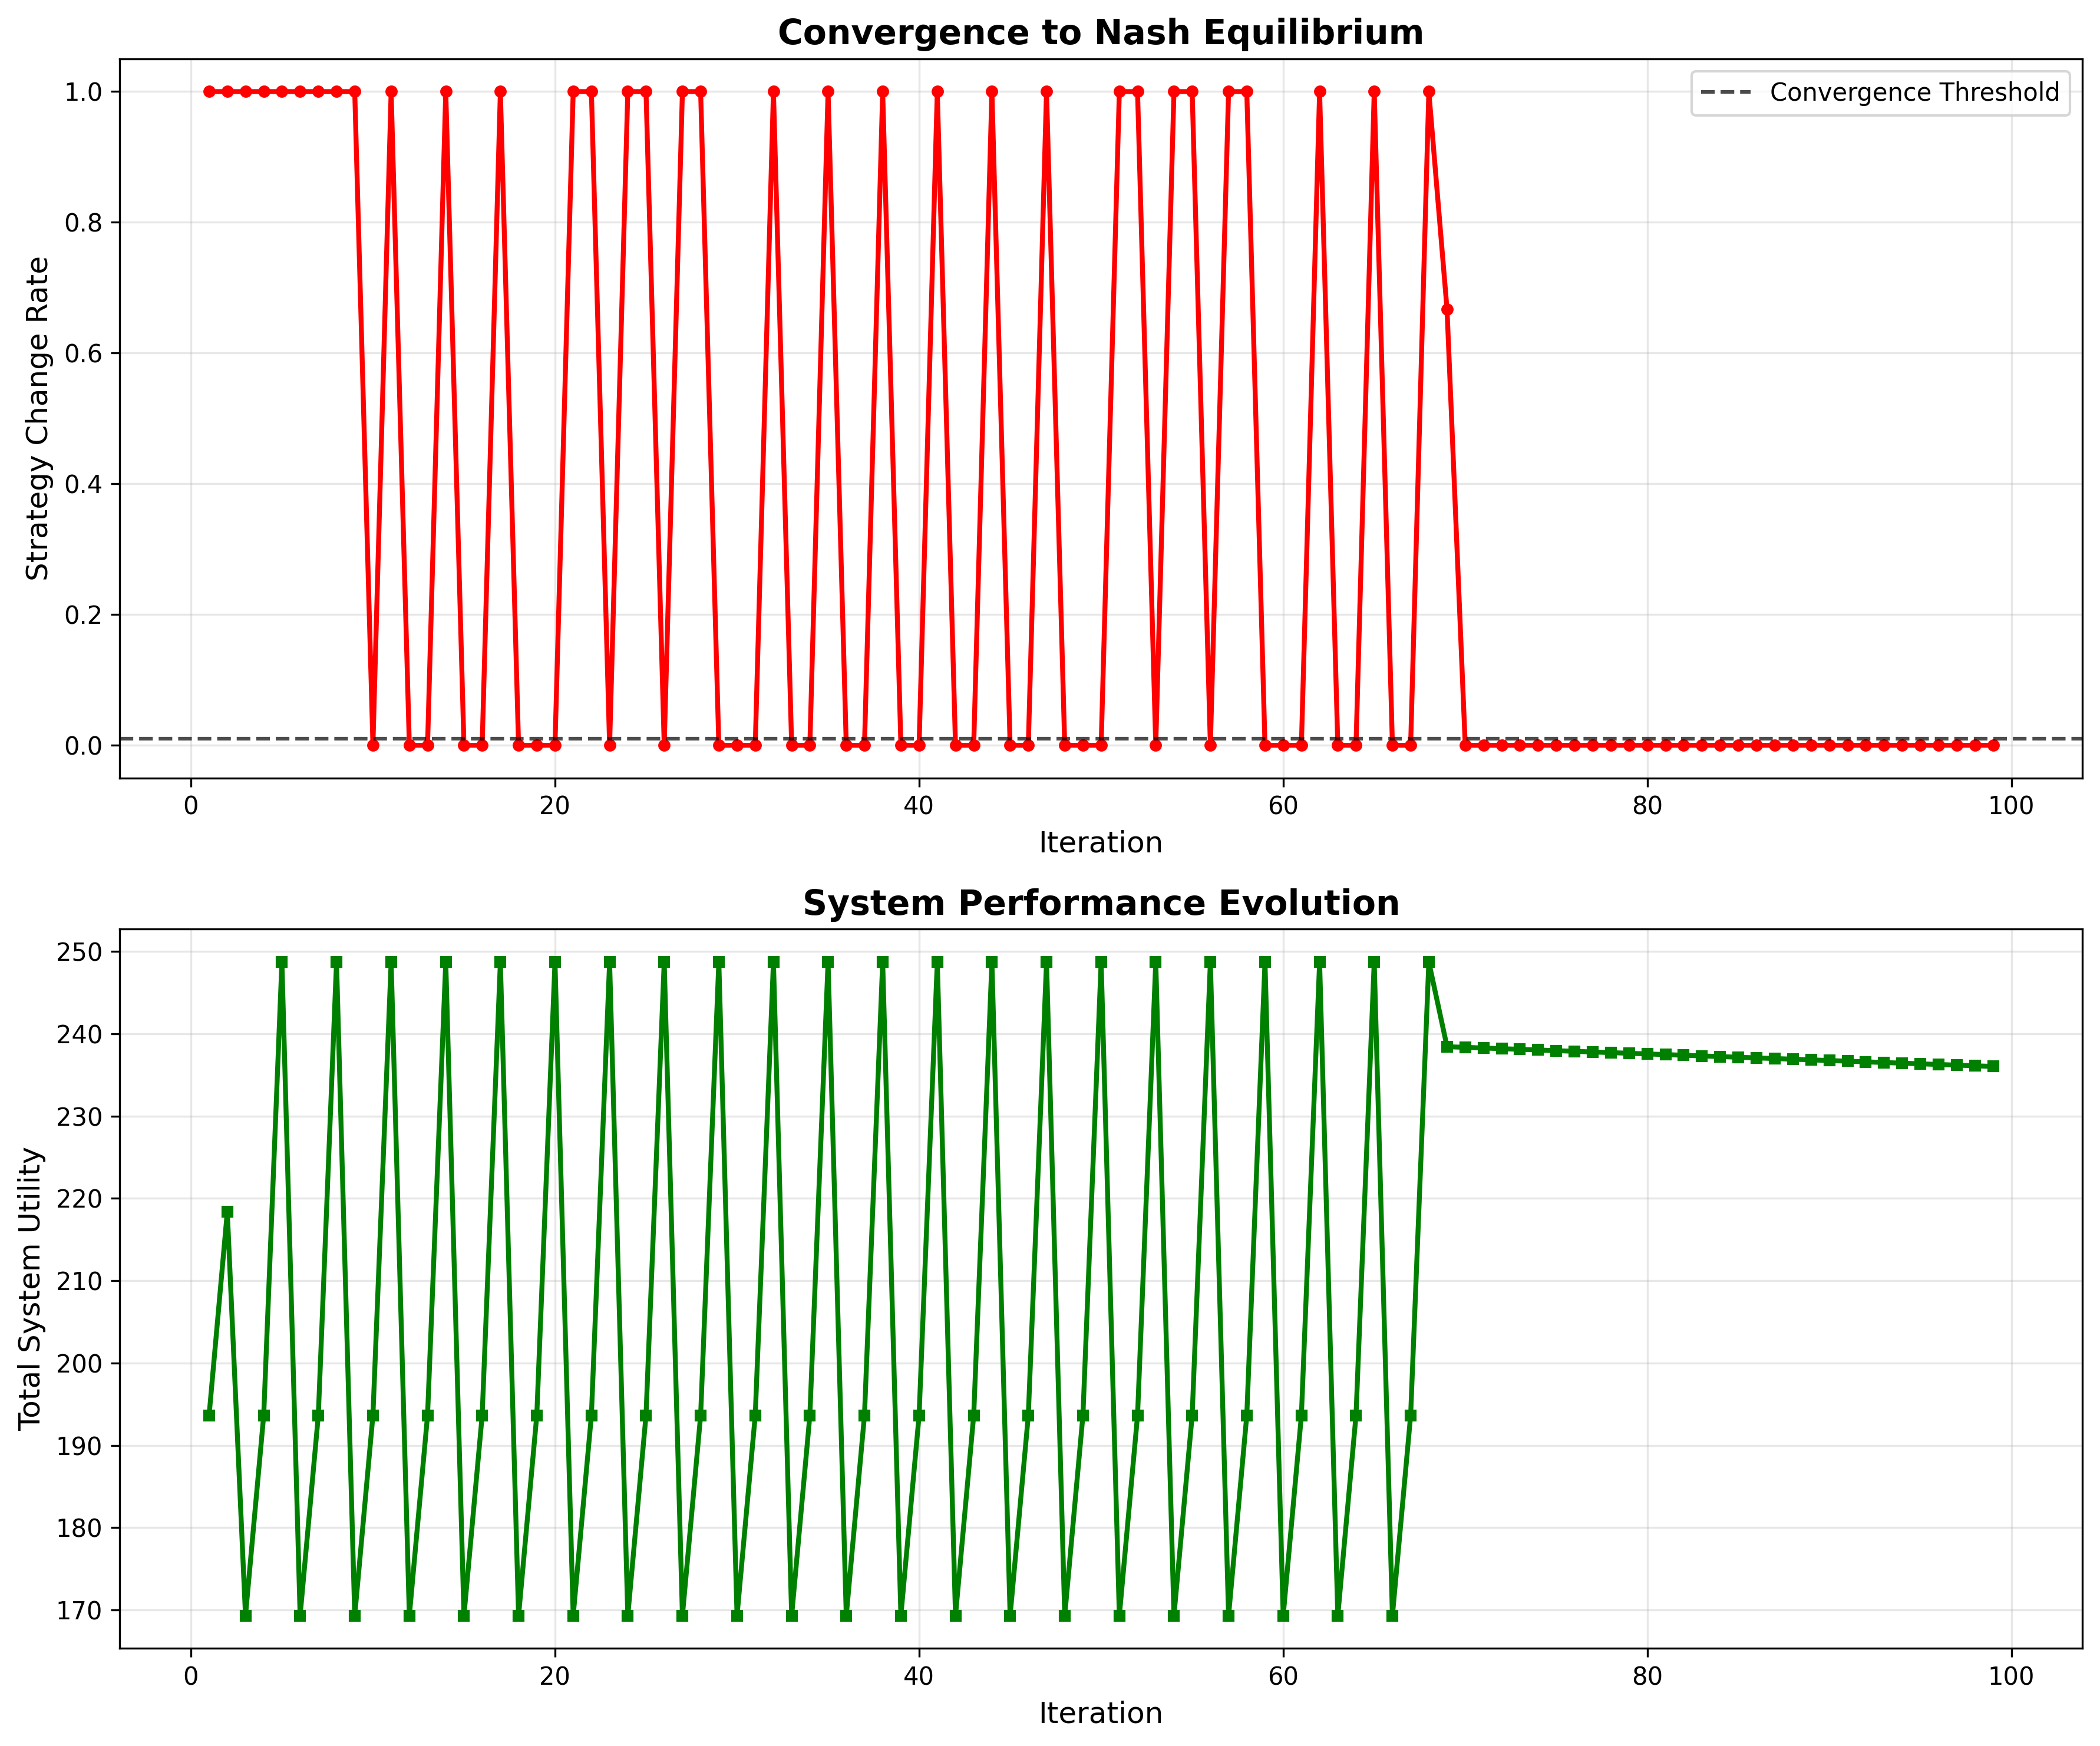 Convergence to Nash Equilibrium
Convergence Threshold
1.0
0.8
0.6
0.4
0.2
0.0
Strategy Change Rate
0 20 40 60 80 100
Iteration
System Performance Evolution
250
240
230
220
210
200
190
180
170
Total System Utility
0 20 40 60 80 100
Iteration